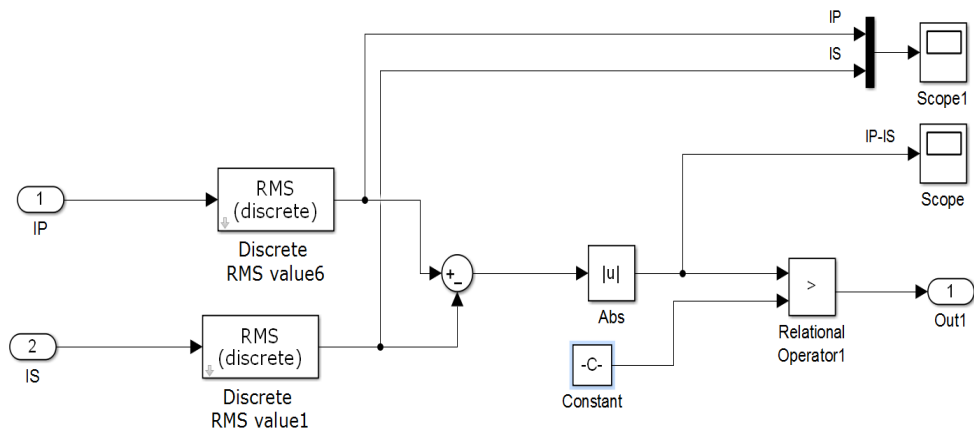 IP
IS
Scope1
IP-IS
Scope
1
IP
RMS
(discrete)
Discrete
RMS value6
+
−
|u|
Abs
>
Relational
Operator1
1
Out1
2
IS
RMS
(discrete)
Discrete
RMS value1
-C-
Constant